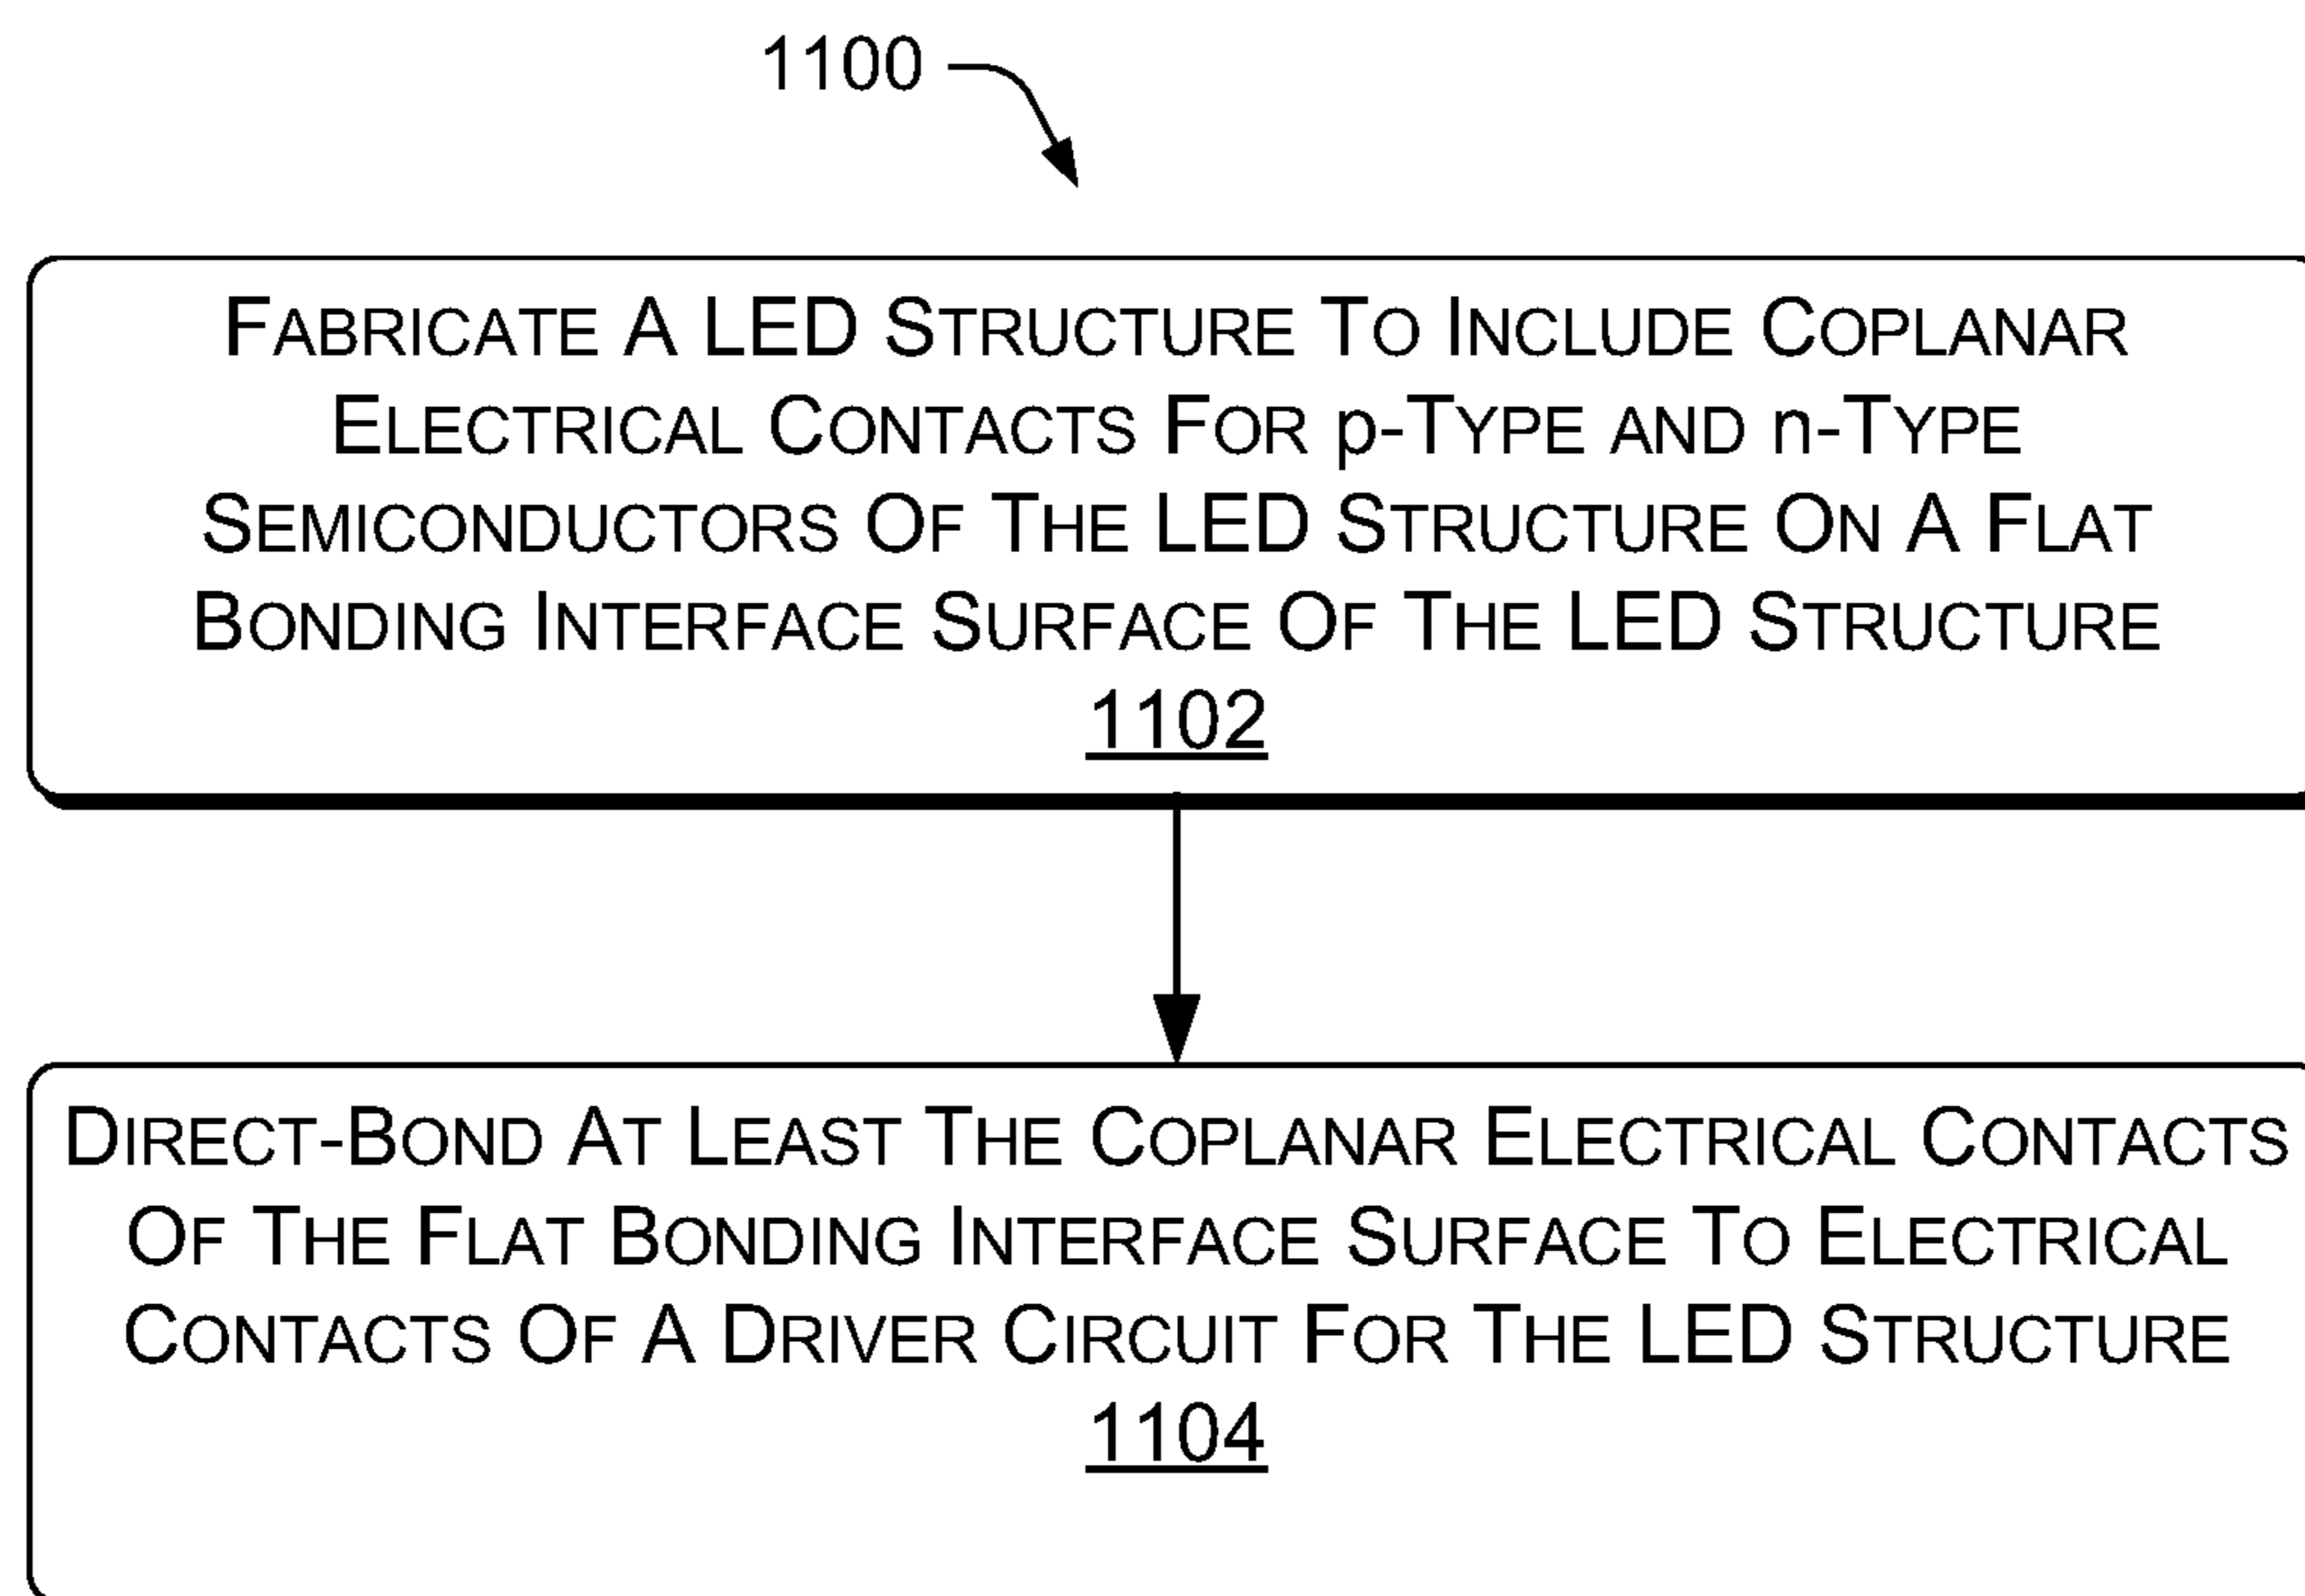 1100
FABRICATE A LED STRUCTURE TO INCLUDE COPLANAR
ELECTRICAL CONTACTS FOR p-TYPE AND n-TYPE
SEMICONDUCTORS OF THE LED STRUCTURE ON A FLAT
BONDING INTERFACE SURFACE OF THE LED STRUCTURE
1102
DIRECT-BOND AT LEAST THE COPLANAR ELECTRICAL CONTACTS
OF THE FLAT BONDING INTERFACE SURFACE TO ELECTRICAL
CONTACTS OF A DRIVER CIRCUIT FOR THE LED STRUCTURE
1104